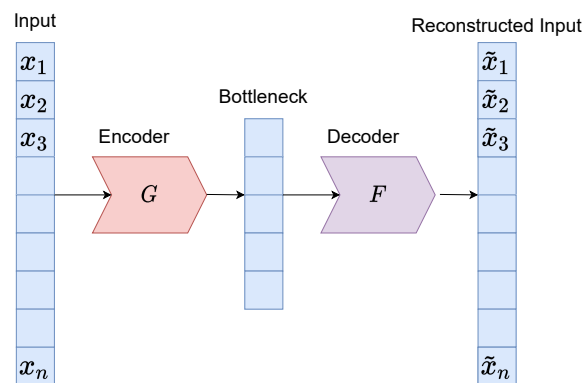 Input
Reconstructed Input
x₁
x₂
x₃
xₙ
Encoder
G
Bottleneck
Decoder
F
x̃₁
x̃₂
x̃₃
x̃ₙ